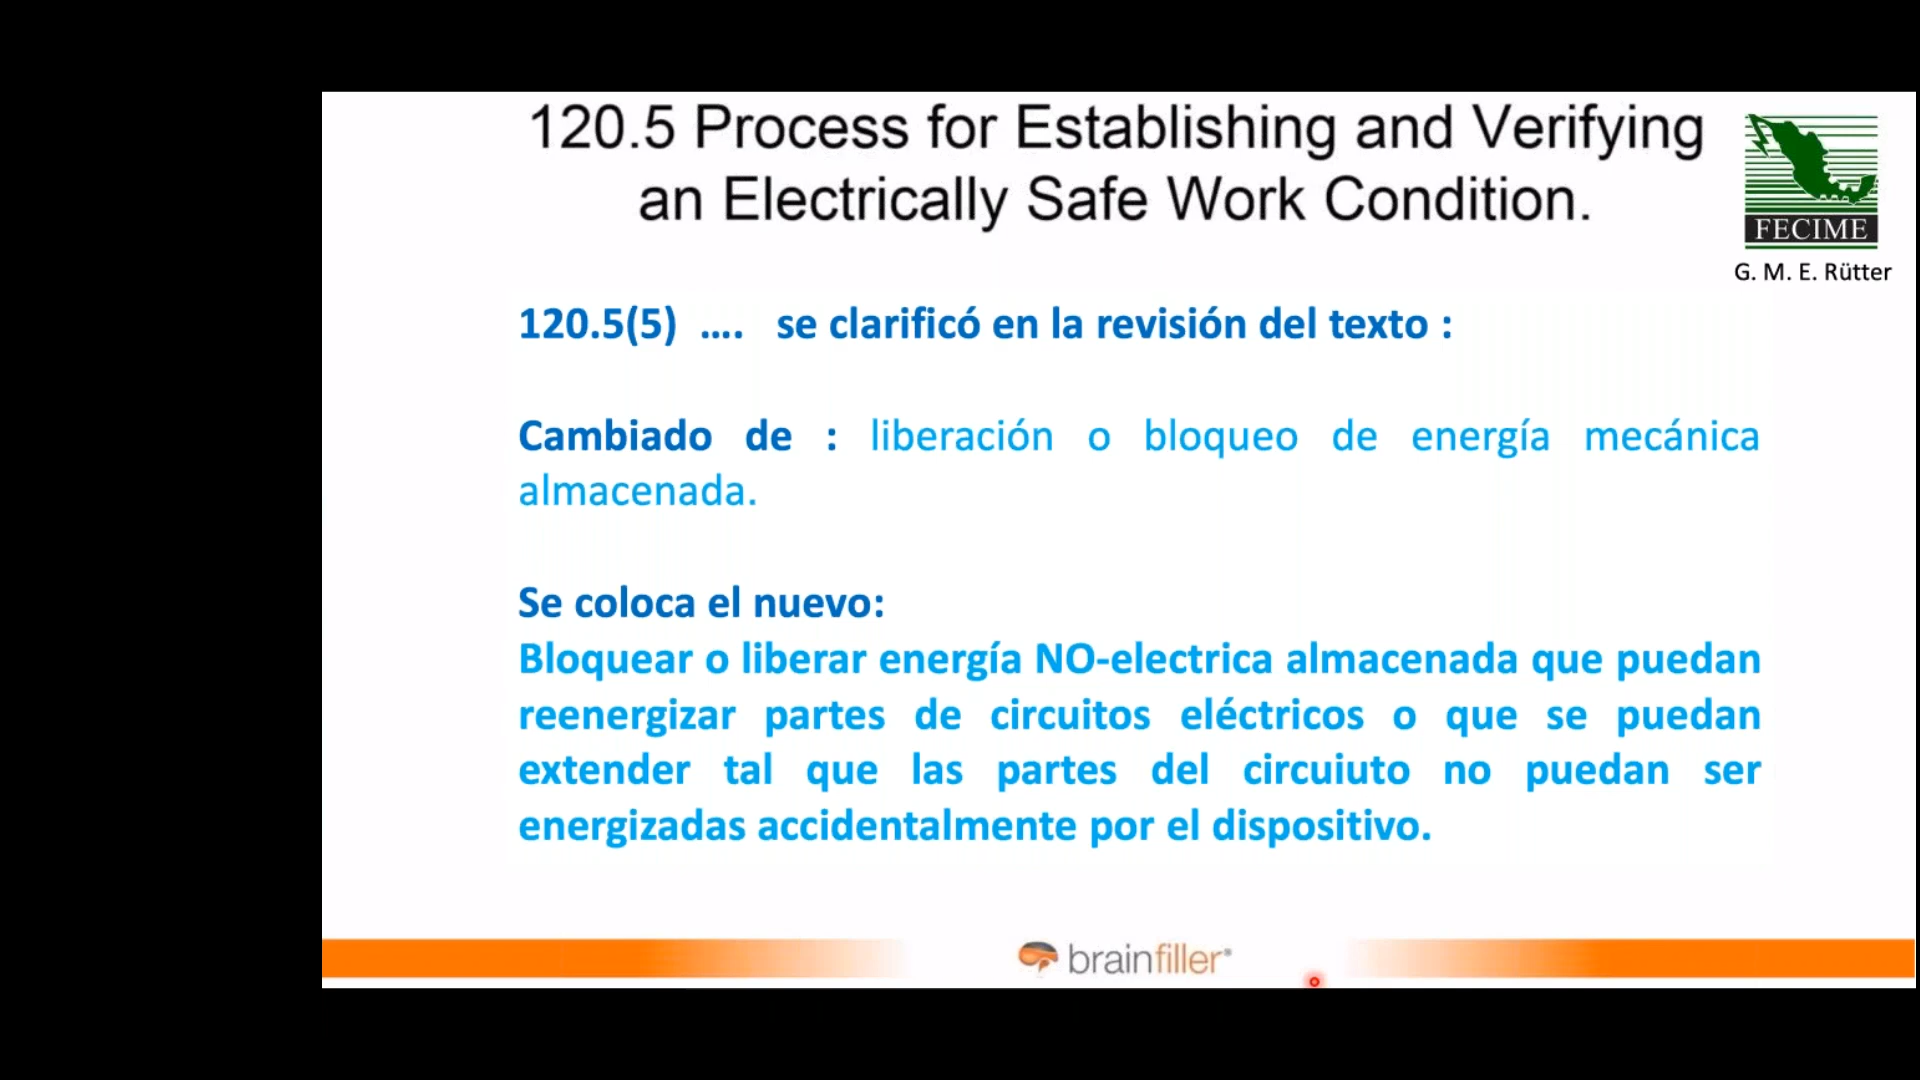 120.5 Process for Establishing and Verifying
an Electrically Safe Work Condition.
FECIME
G. M. E. Rütter
120.5(5) .... se clarificó en la revisión del texto :
Cambiado de : liberación o bloqueo de energía mecánica
almacenada.
Se coloca el nuevo:
Bloquear o liberar energía NO-electrica almacenada que puedan
reenergizar partes de circuitos eléctricos o que se puedan
extender tal que las partes del circuiuto no puedan ser
energizadas accidentalmente por el dispositivo.
brainfiller®